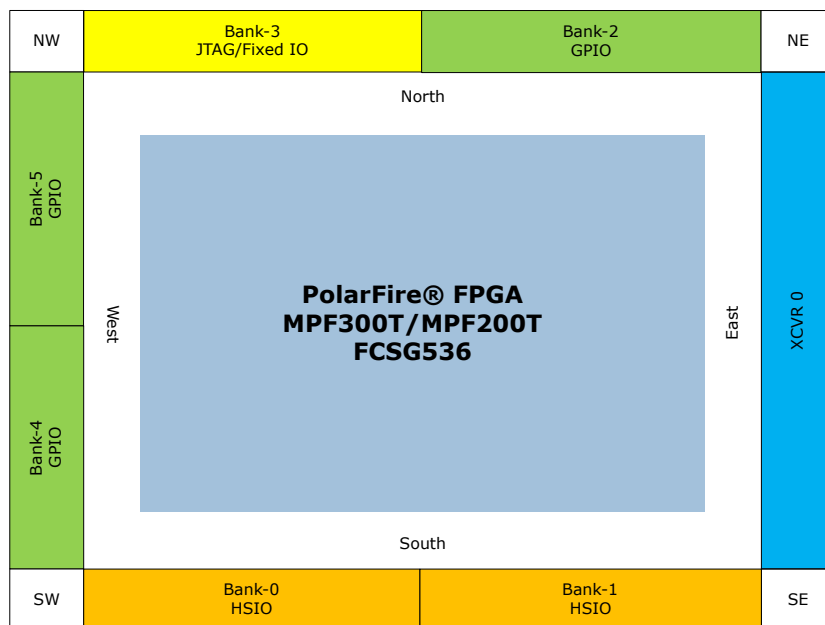 NW
Bank-3
JTAG/Fixed IO
Bank-2
GPIO
NE
North
Bank-5
GPIO
West
PolarFire® FPGA
MPF300T/MPF200T
FCSG536
East
XCVR 0
Bank-4
GPIO
South
SW
Bank-0
HSIO
Bank-1
HSIO
SE